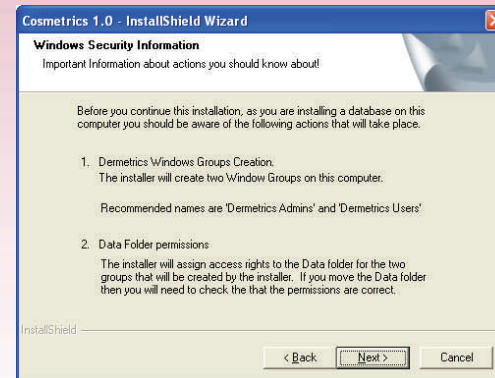 Cosmetrics 1.0 - InstallShield Wizard
Windows Security Information
Important Information about actions you should know about!
Before you continue this installation, as you are installing a database on this
computer you should be aware of the following actions that will take place.
1. Dermetrics Windows Groups Creation.
The installer will create two Window Groups on this computer.
Recommended names are 'Dermetrics Admins' and 'Dermetrics Users'
2. Data Folder permissions
The installer will assign access rights to the Data folder for the two
groups that will be created by the installer. If you move the Data folder
then you will need to check the that the permissions are correct.
InstallShield
< Back Next > Cancel